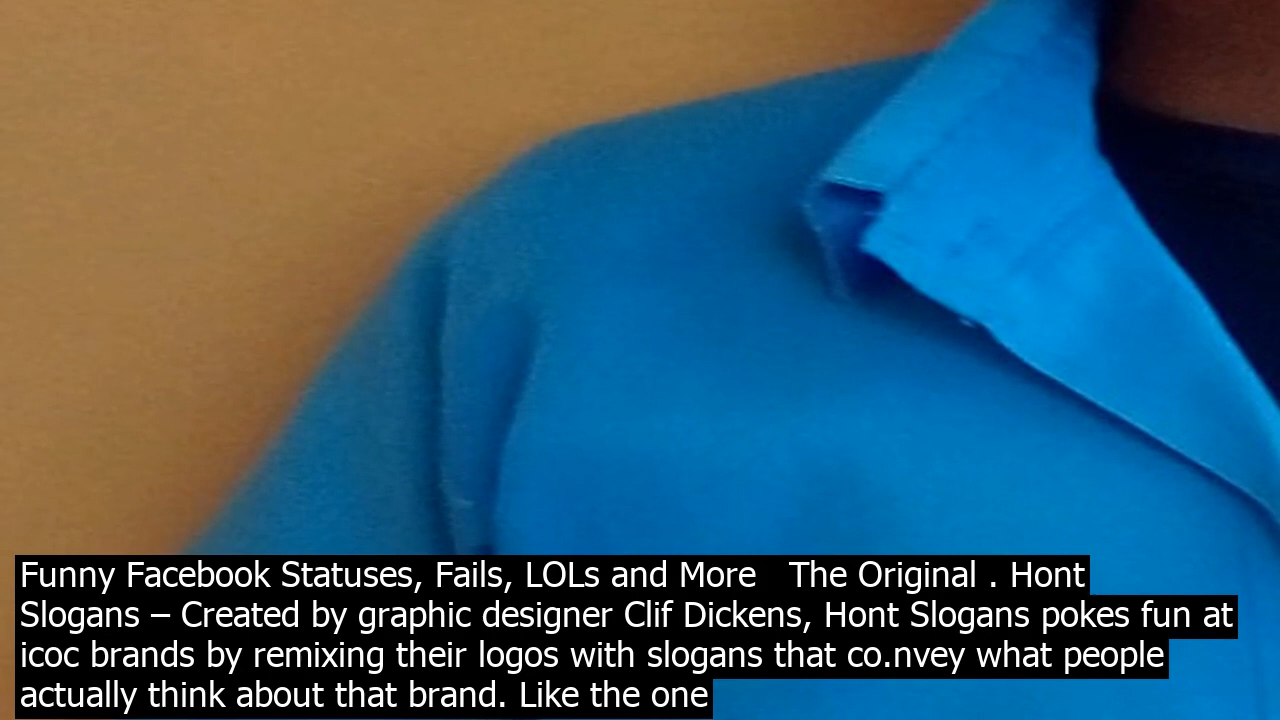 Funny Facebook Statuses, Fails, LOLs and More   The Original . Hont
Slogans – Created by graphic designer Clif Dickens, Hont Slogans pokes fun at
icoc brands by remixing their logos with slogans that co.nvey what people
actually think about that brand. Like the one